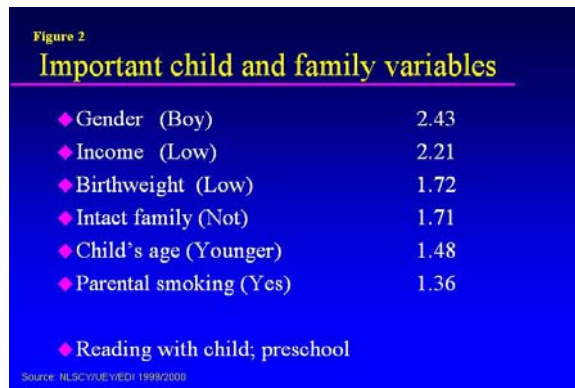 Figure 2
Important child and family variables
Gender (Boy) 2.43
Income (Low) 2.21
Birthweight (Low) 1.72
Intact family (Not) 1.71
Child's age (Younger) 1.48
Parental smoking (Yes) 1.36
Reading with child; preschool
Source: NLSCY/UEY/EDI 1999/2000